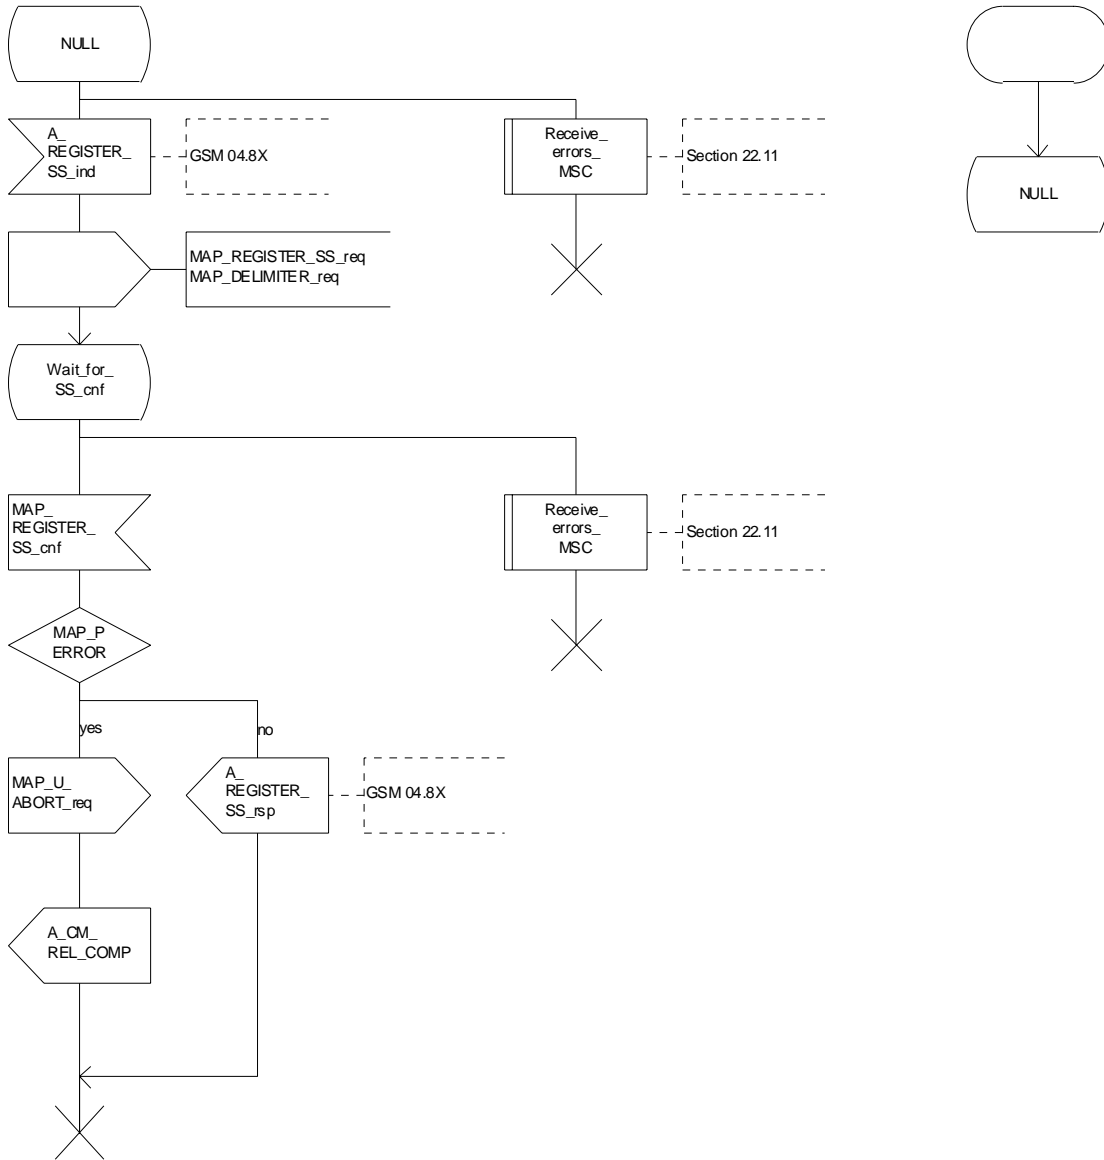 NULL
A_
REGISTER_
SS_ind
GSM 04.8X
Receive_
errors_
MSC
Section 22.11
NULL
MAP_REGISTER_SS_req
MAP_DELIMITER_req
Wait_for_
SS_cnf
MAP_
REGISTER_
SS_cnf
Receive_
errors_
MSC
Section 22.11
MAP_P
ERROR
yes
no
MAP_U_
ABORT_req
A_
REGISTER_
SS_rsp
GSM 04.8X
A_CM_
REL_COMP